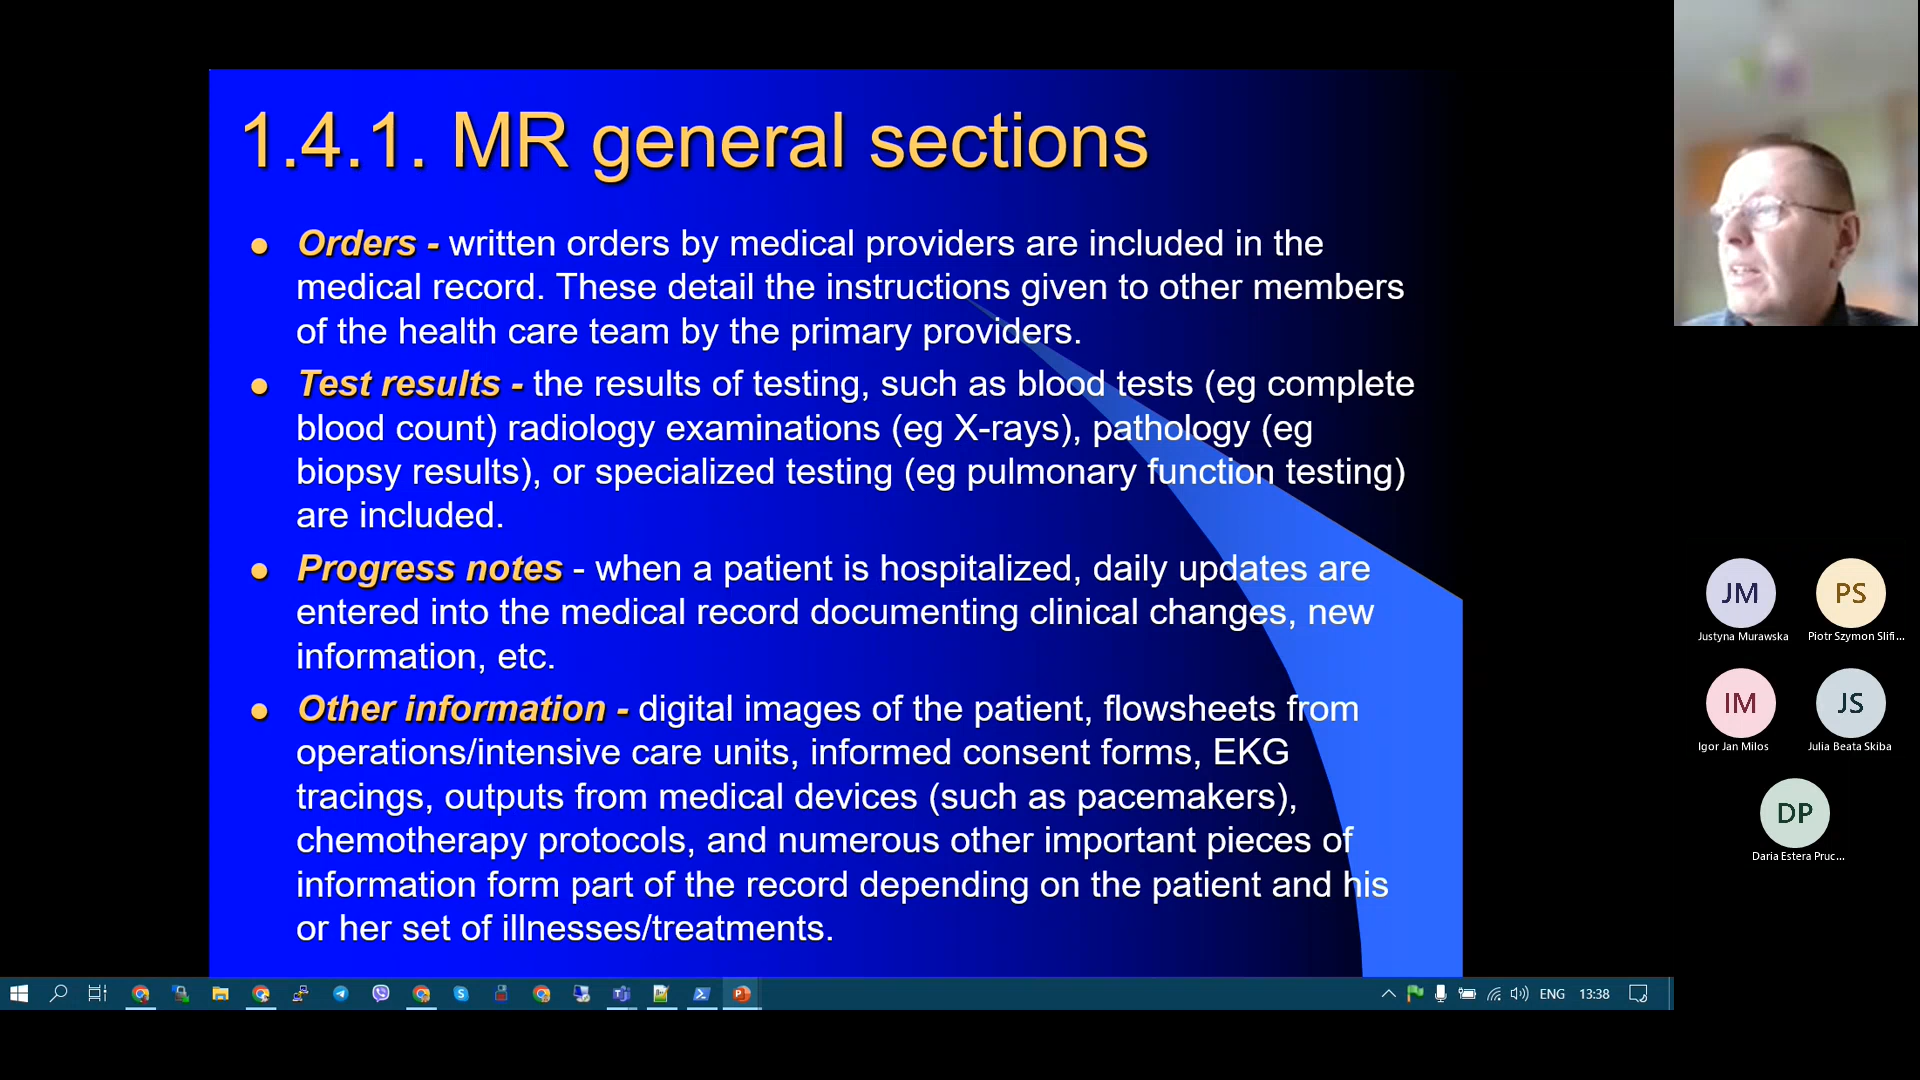 1.4.1. MR general sections
Orders - written orders by medical providers are included in the
medical record. These detail the instructions given to other members
of the health care team by the primary providers.
Test results - the results of testing, such as blood tests (eg complete
blood count) radiology examinations (eg X-rays), pathology (eg
biopsy results), or specialized testing (eg pulmonary function testing)
are included.
Progress notes - when a patient is hospitalized, daily updates are
entered into the medical record documenting clinical changes, new
information, etc.
Other information - digital images of the patient, flowsheets from
operations/intensive care units, informed consent forms, EKG
tracings, outputs from medical devices (such as pacemakers),
chemotherapy protocols, and numerous other important pieces of
information form part of the record depending on the patient and his
or her set of illnesses/treatments.
JM
PS
Justyna Murawska
Piotr Szymon Slifi...
IM
JS
Igor Jan Milos
Julia Beata Skiba
DP
Daria Estera Pruc...
ENG
13:38